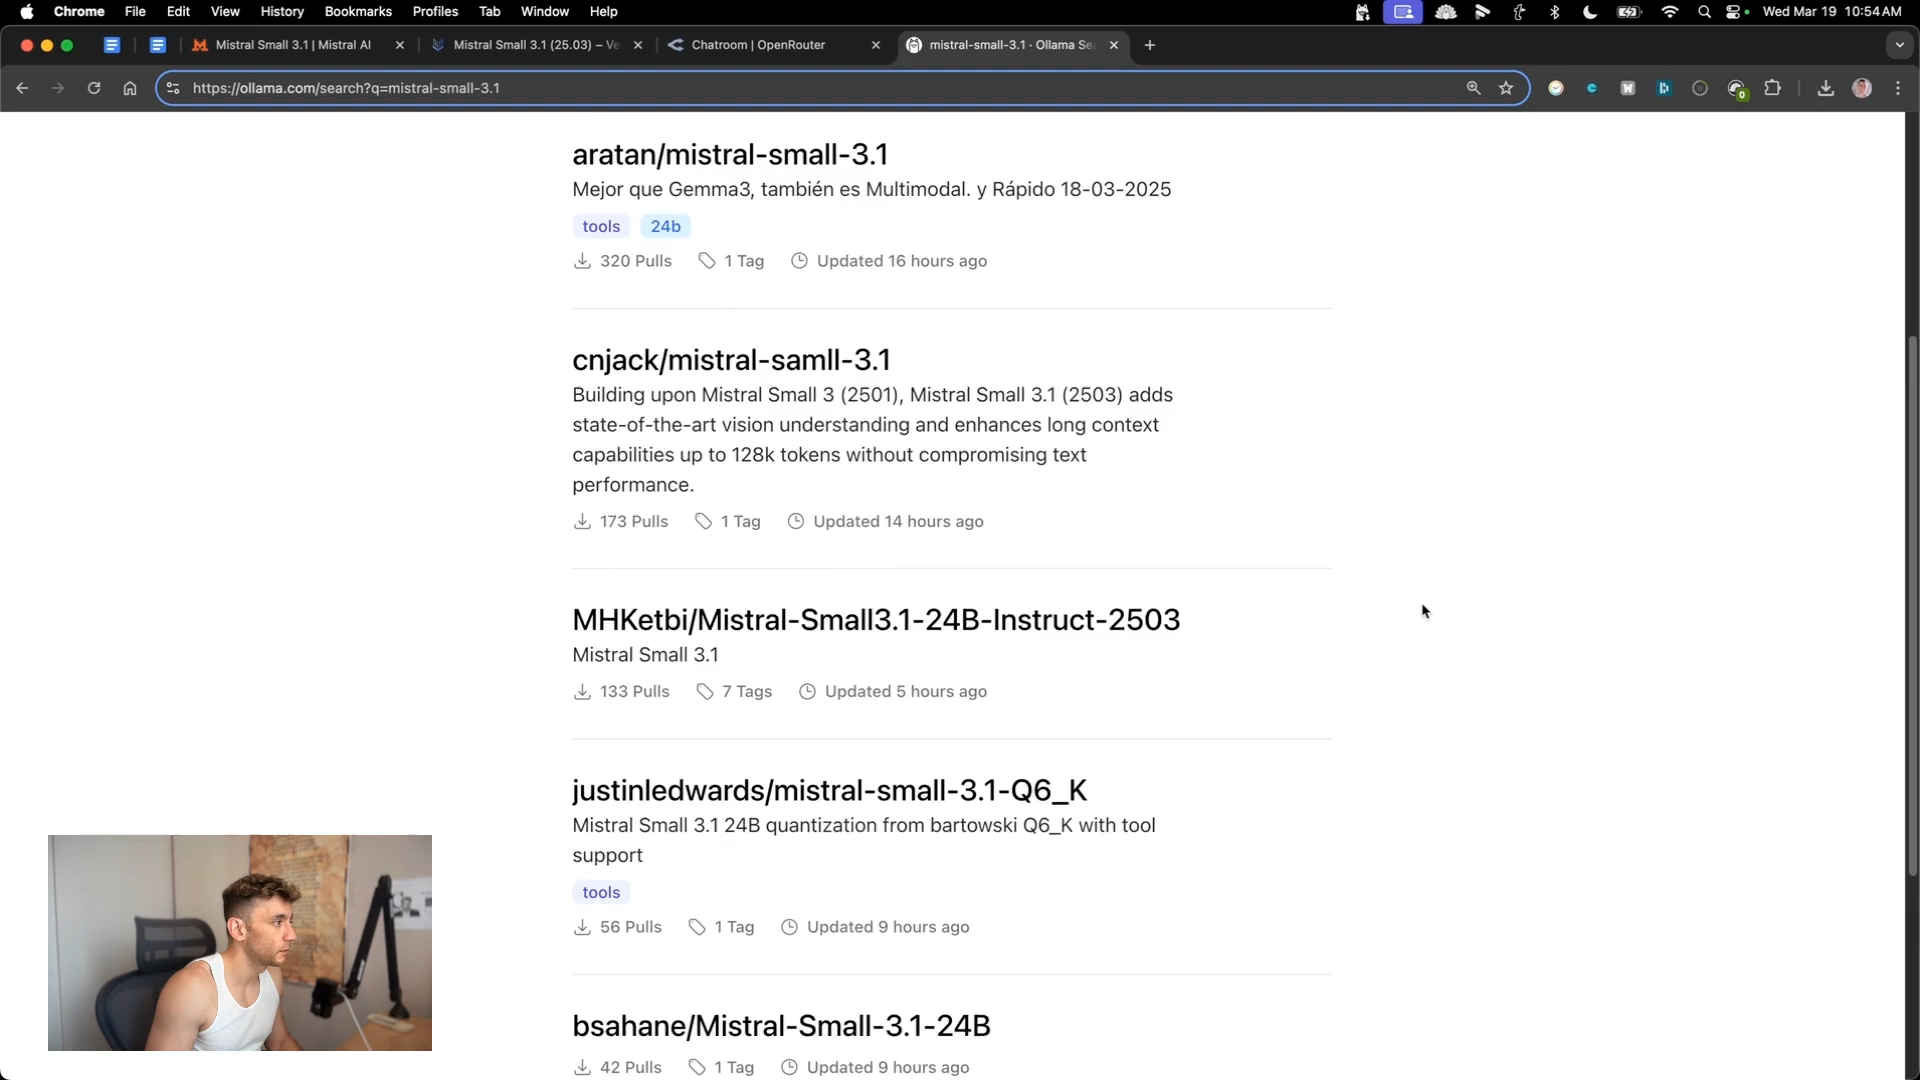 Chrome File Edit View History Bookmarks Profiles Tab Window Help Wed Mar 19 10:54 AM
Mistral Small 3.1 | Mistral AI Mistral Small 3.1 (25.03) – Ve Chatroom | OpenRouter mistral-small-3.1 · Ollama Se
https://ollama.com/search?q=mistral-small-3.1 0
aratan/mistral-small-3.1
Mejor que Gemma3, también es Multimodal. y Rápido 18-03-2025
tools 24b
320 Pulls 1 Tag Updated 16 hours ago
cnjack/mistral-samll-3.1
Building upon Mistral Small 3 (2501), Mistral Small 3.1 (2503) adds
state-of-the-art vision understanding and enhances long context
capabilities up to 128k tokens without compromising text
performance.
173 Pulls 1 Tag Updated 14 hours ago
MHKetbi/Mistral-Small3.1-24B-Instruct-2503
Mistral Small 3.1
133 Pulls 7 Tags Updated 5 hours ago
justinledwards/mistral-small-3.1-Q6_K
Mistral Small 3.1 24B quantization from bartowski Q6_K with tool
support
tools
56 Pulls 1 Tag Updated 9 hours ago
bsahane/Mistral-Small-3.1-24B
42 Pulls 1 Tag Updated 9 hours ago